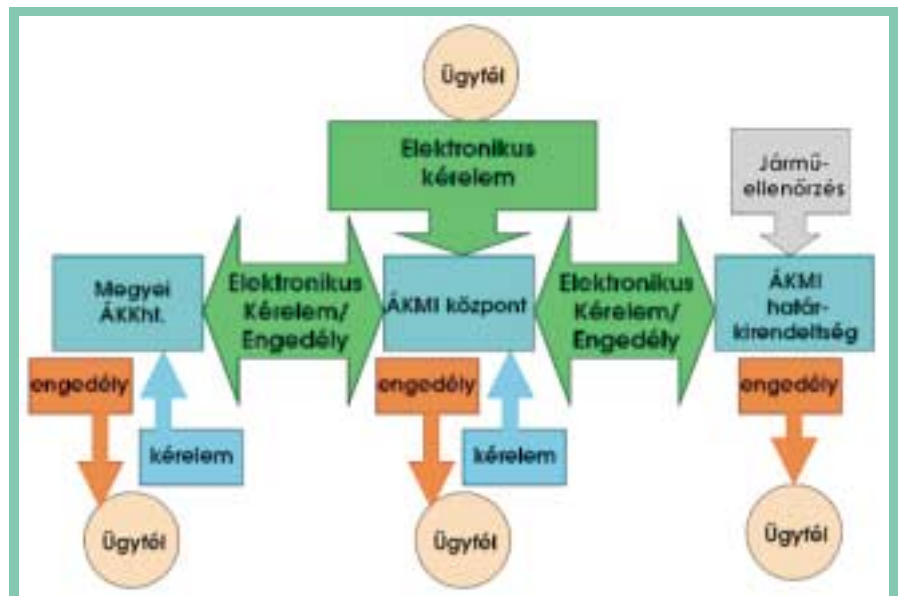 Ügyfél
Elektronikus
kérelem
Jármű-
ellenőrzés
Megyei
ÁKKht.
Elektronikus
Kérelem/
Engedély
ÁKMI központ
Elektronikus
Kérelem/
Engedély
ÁKMI
határ-
kirendeltség
engedély
kérelem
engedély
kérelem
engedély
Ügyfél
Ügyfél
Ügyfél